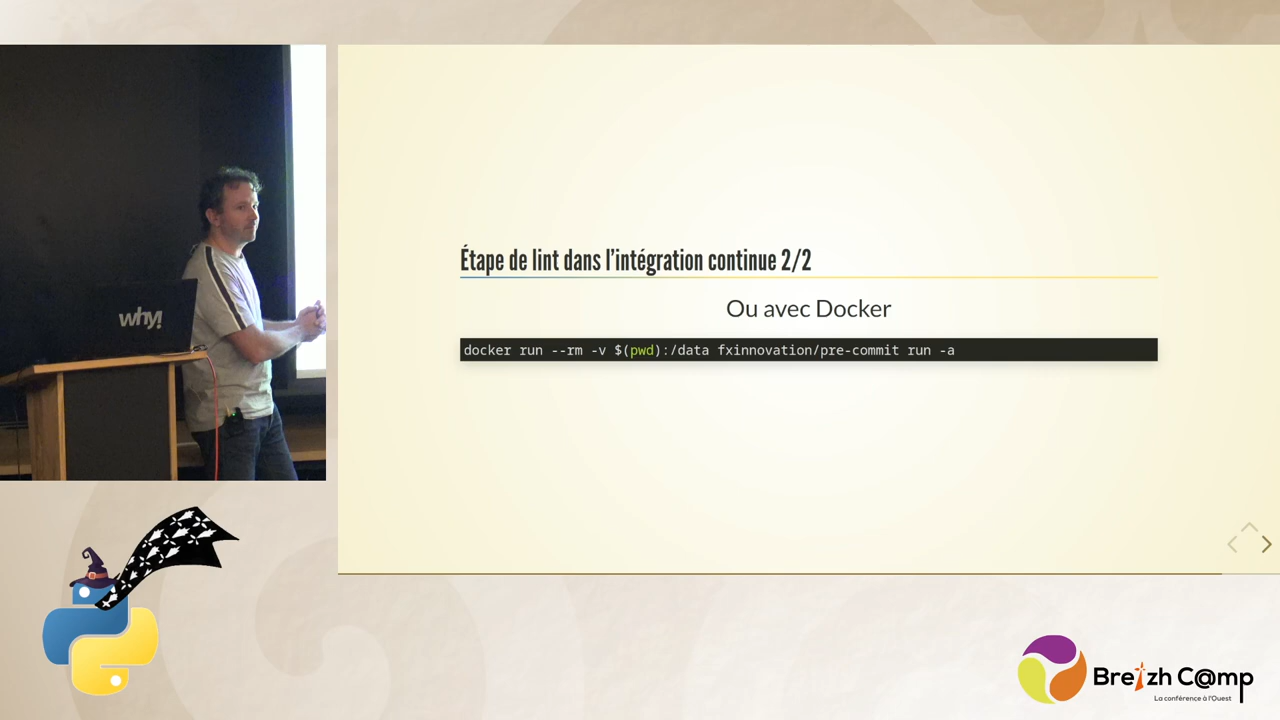 why!
Étape de lint dans l'intégration continue 2/2
Ou avec Docker
docker run --rm -v $(pwd):/data fxinnovation/pre-commit run -a
Breizh C@mp
La conférence à l'Ouest